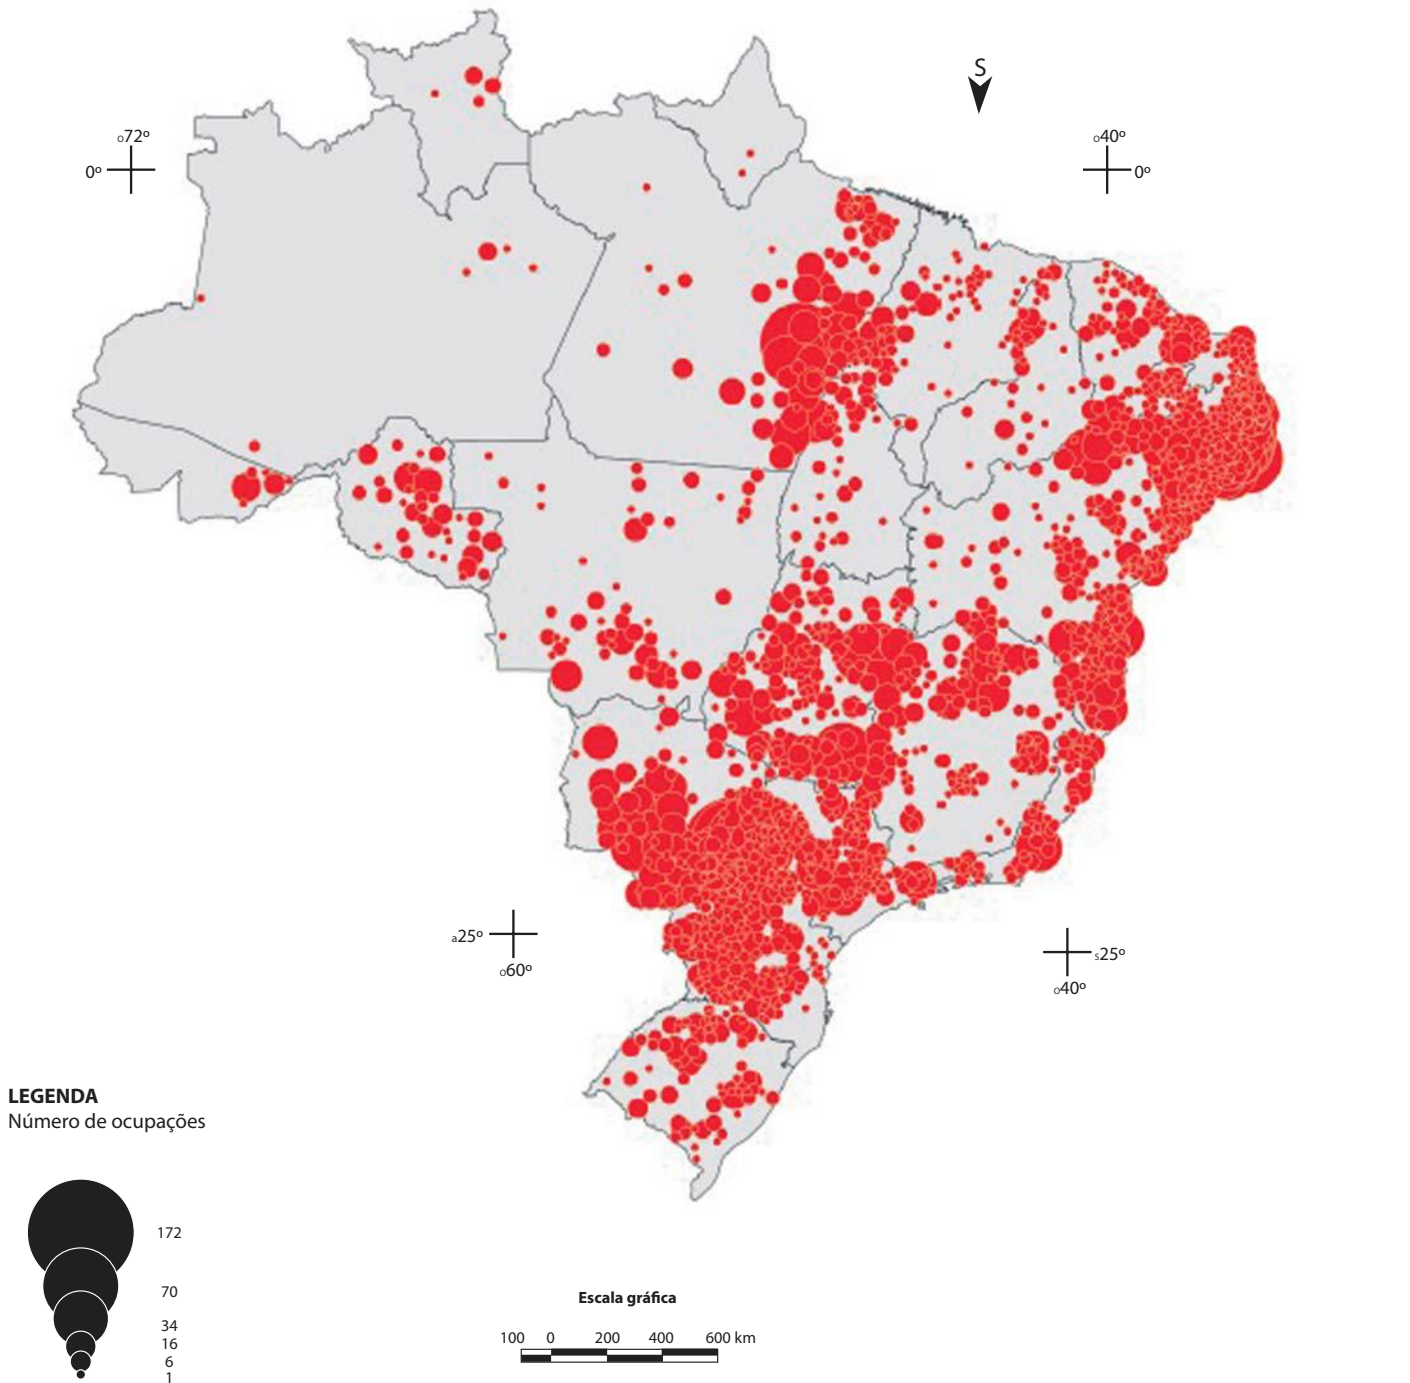 S
O72º
0º
O40º
0º
a25º
O60º
s25º
O40º
LEGENDA
Número de ocupações
172
70
34
16
6
1
Escala gráfica
100 0 200 400 600 km